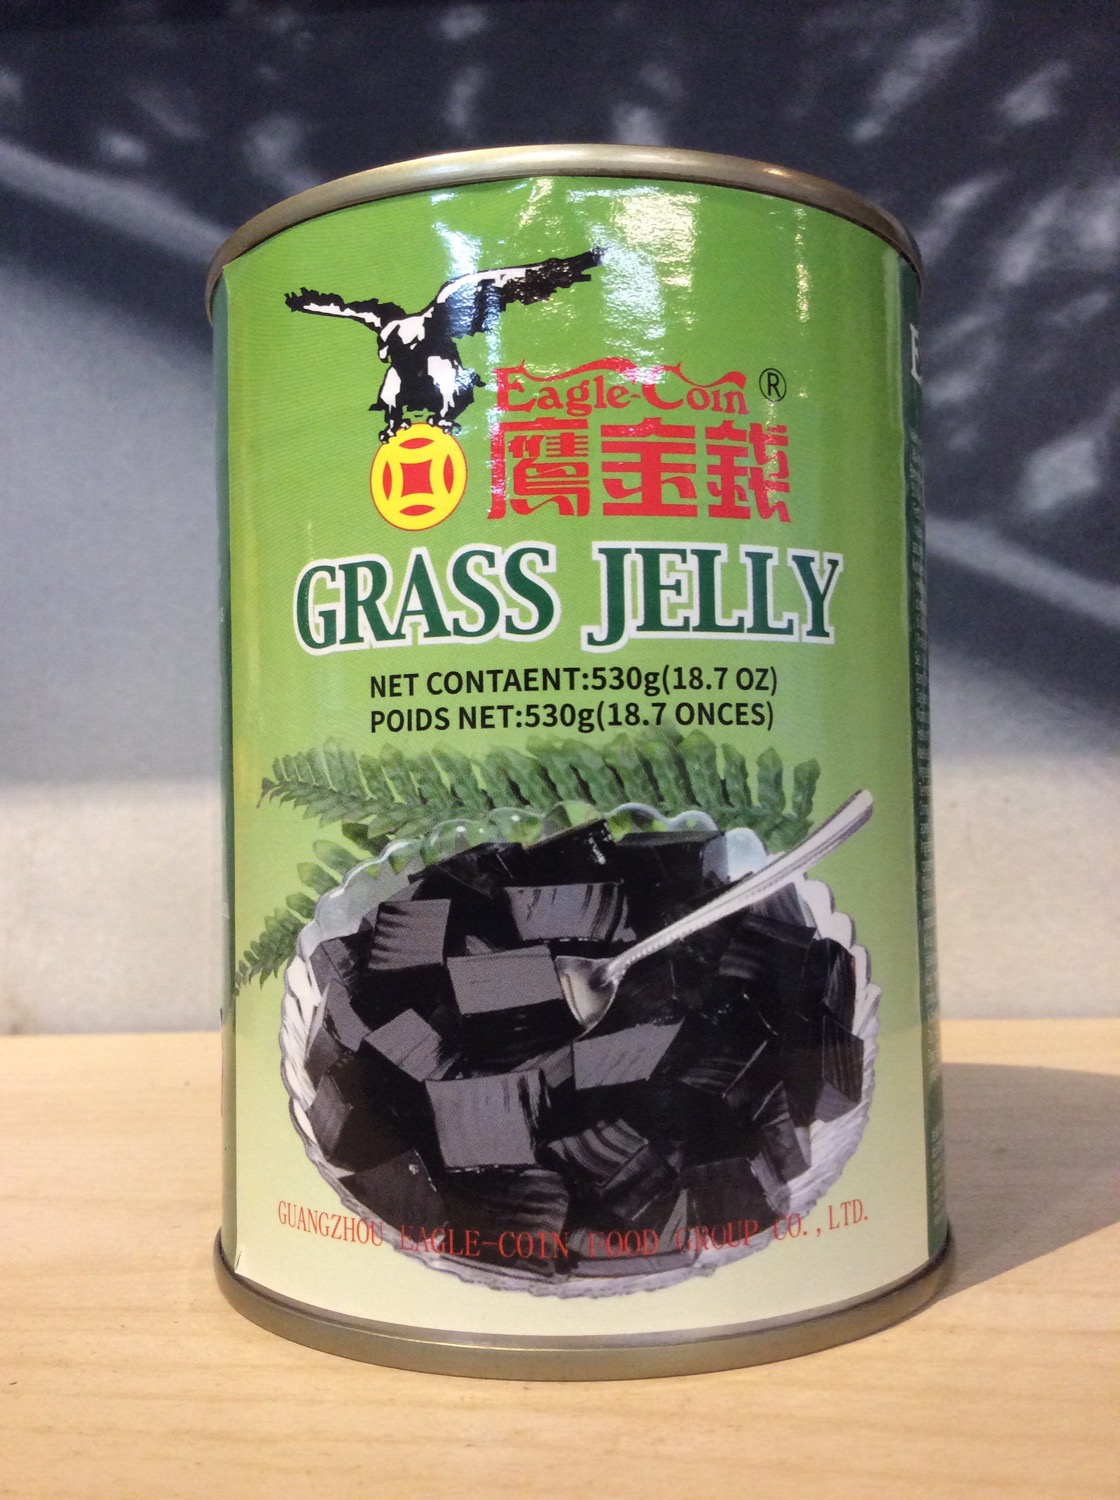 Eagle-Coin ®
鷹金錢
GRASS JELLY
NET CONTAENT:530g(18.7 OZ)
POIDS NET:530g(18.7 ONCES)
GUANGZHOU EAGLE-COIN FOOD GROUP CO.,LTD.